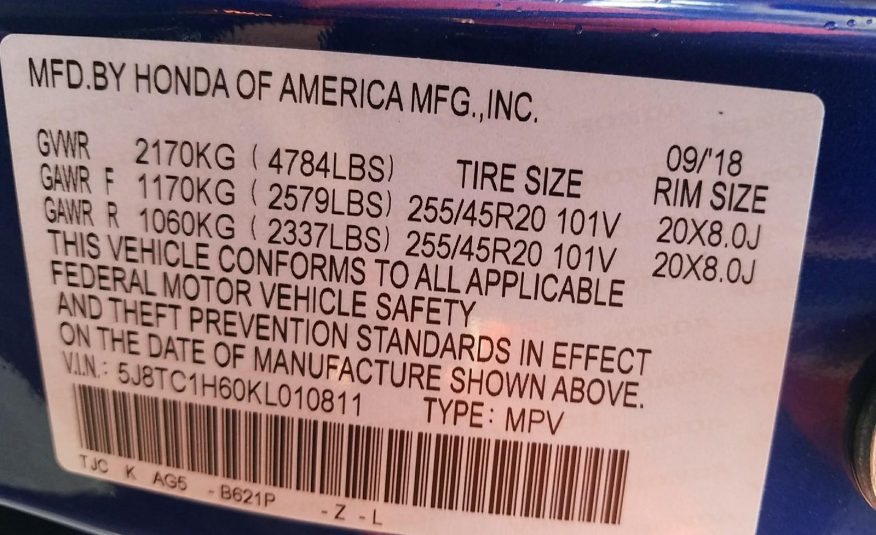 MFD.BY HONDA OF AMERICA MFG.,INC.
09/'18
GVWR 2170KG ( 4784LBS) TIRE SIZE RIM SIZE
GAWR F 1170KG ( 2579LBS) 255/45R20 101V 20X8.0J
GAWR R 1060KG ( 2337LBS) 255/45R20 101V 20X8.0J
THIS VEHICLE CONFORMS TO ALL APPLICABLE
FEDERAL MOTOR VEHICLE SAFETY
AND THEFT PREVENTION STANDARDS IN EFFECT
ON THE DATE OF MANUFACTURE SHOWN ABOVE.
V.I.N.: 5J8TC1H60KL010811 TYPE: MPV
TJC K AG5 - B621P - Z - L